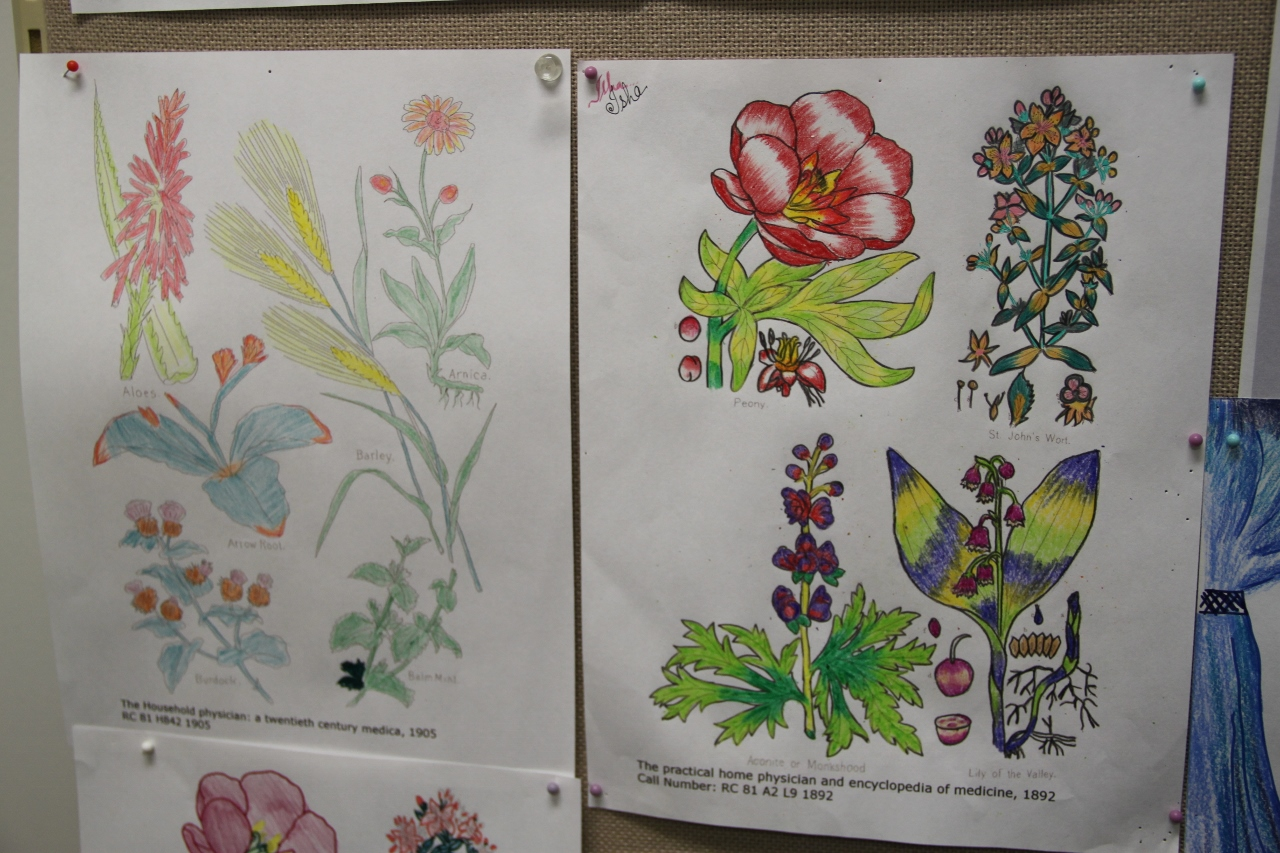 Aloes.
Arnica.
Barley.
Arrow Root.
Burdock.
Balm Mint.
The Household physician: a twentieth century medica, 1905
RC 81 H842 1905
Isha
Peony.
St. John's Wort.
Aconite or Monkshood
Lily of the Valley.
The practical home physician and encyclopedia of medicine, 1892
Call Number: RC 81 A2 L9 1892